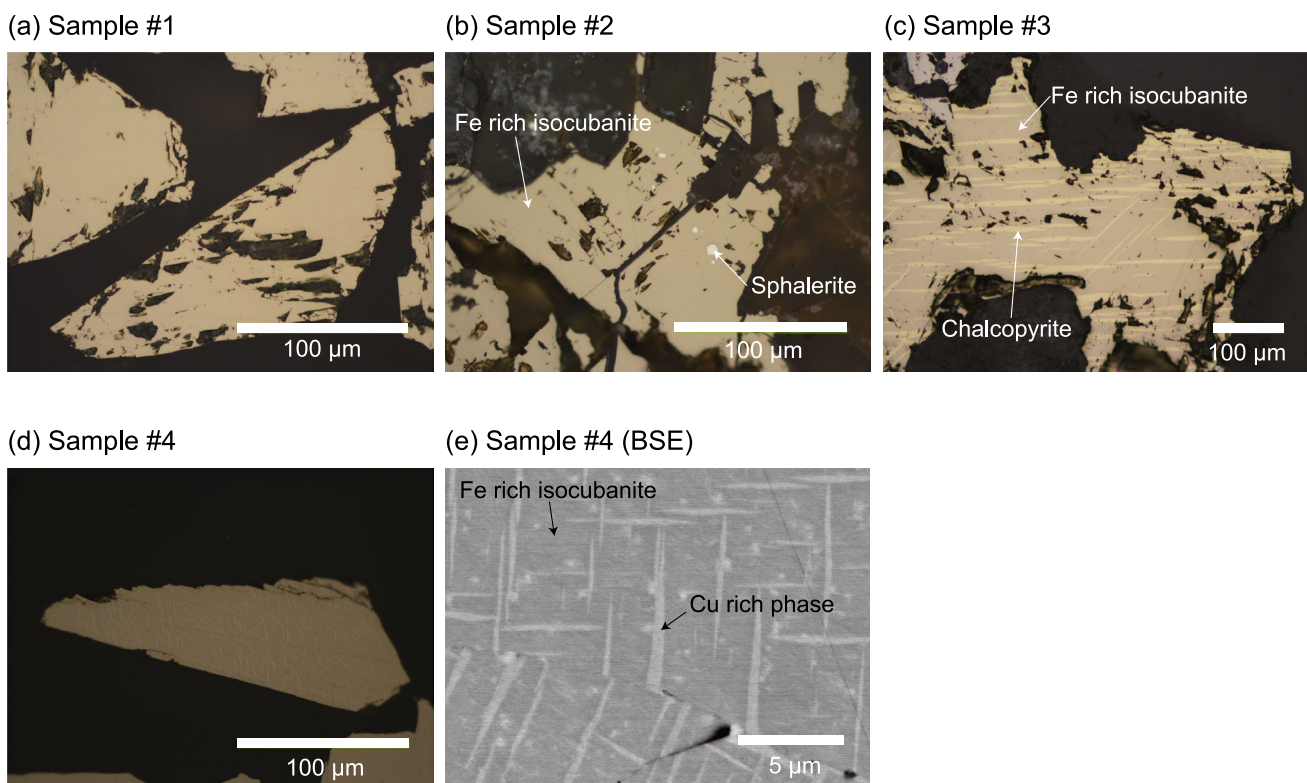 (a) Sample #1
(b) Sample #2
(c) Sample #3
Fe rich isocubanite
Sphalerite
Fe rich isocubanite
Chalcopyrite
100 μm
100 μm
100 μm
(d) Sample #4
(e) Sample #4 (BSE)
Fe rich isocubanite
Cu rich phase
100 μm
5 μm